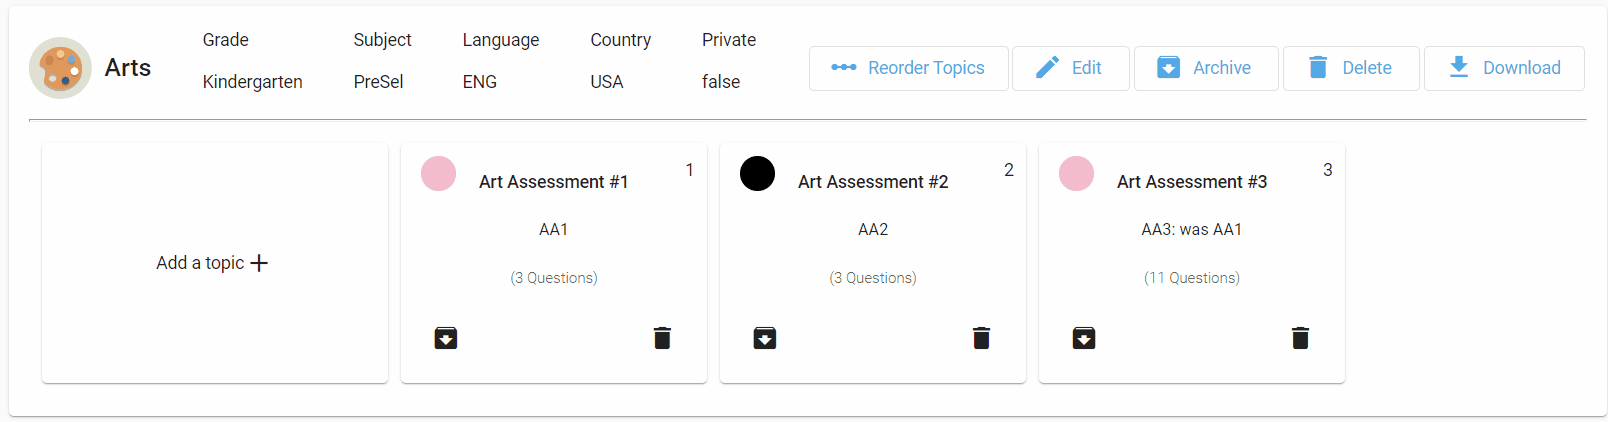 Arts
Grade Subject Language Country Private
Kindergarten PreSel ENG USA false
Reorder Topics Edit Archive Delete Download
Add a topic
Art Assessment #1 1
AA1
(3 Questions)
Art Assessment #2 2
AA2
(3 Questions)
Art Assessment #3 3
AA3: was AA1
(11 Questions)